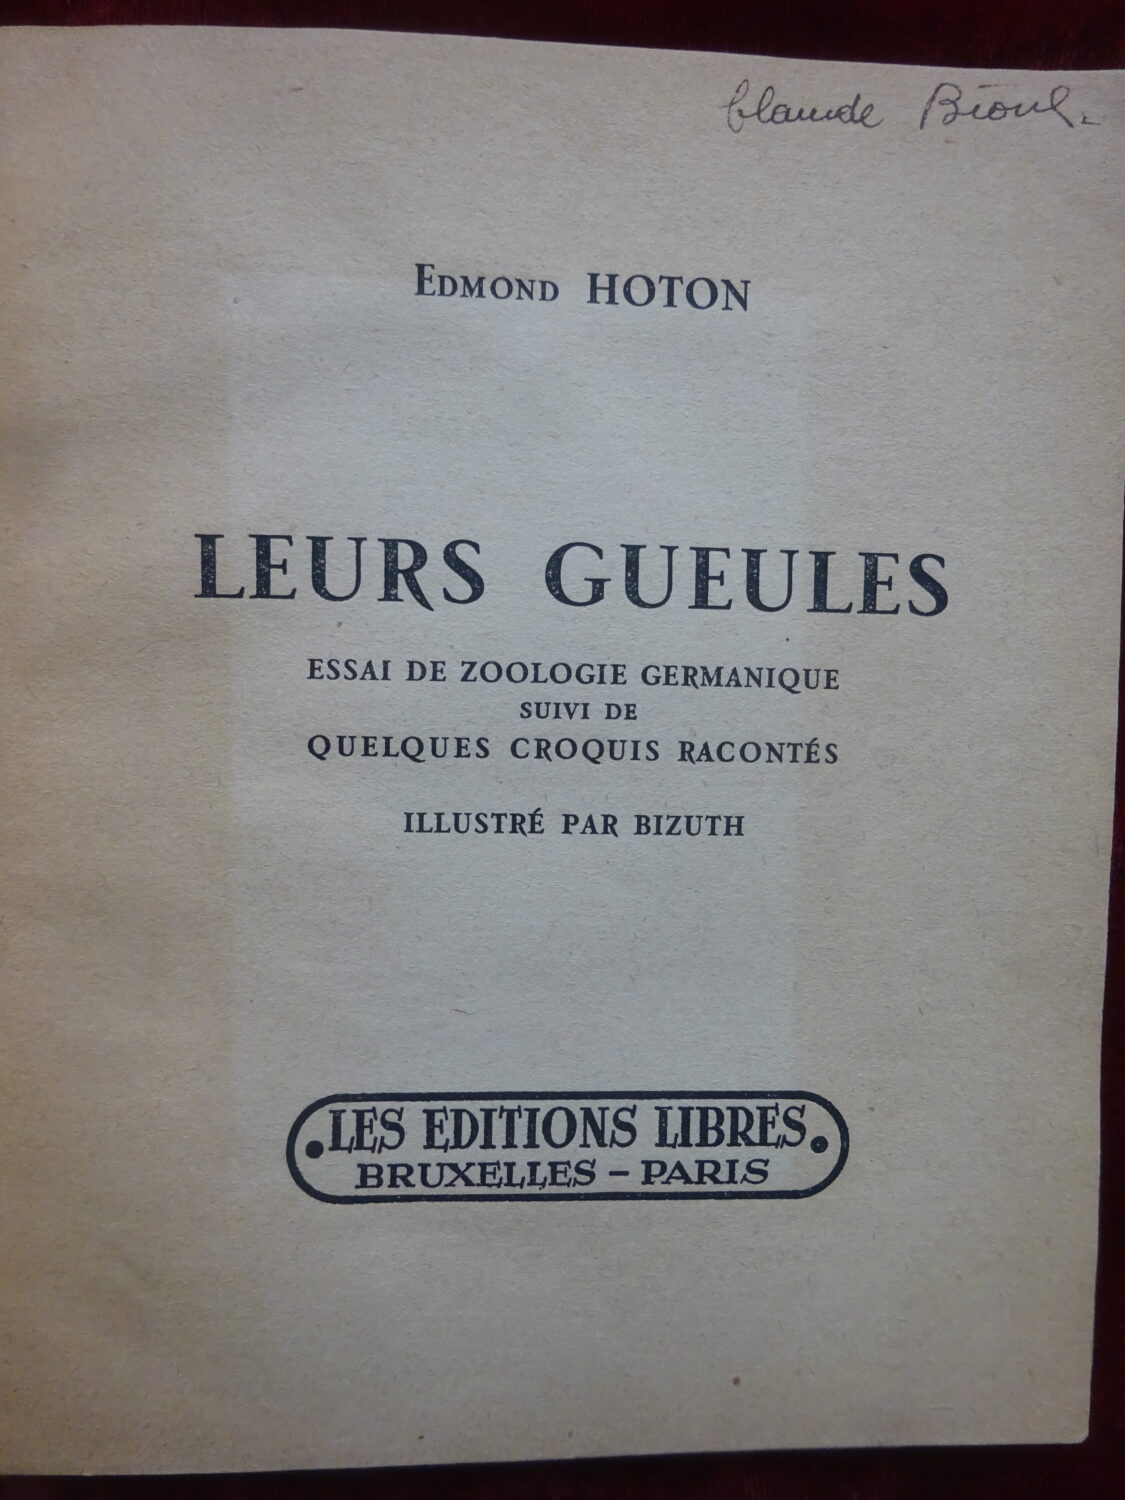 Claude Bioul.
EDMOND HOTON
LEURS GUEULES
ESSAI DE ZOOLOGIE GERMANIQUE
SUIVI DE
QUELQUES CROQUIS RACONTÉS
ILLUSTRÉ PAR BIZUTH
LES EDITIONS LIBRES
BRUXELLES – PARIS